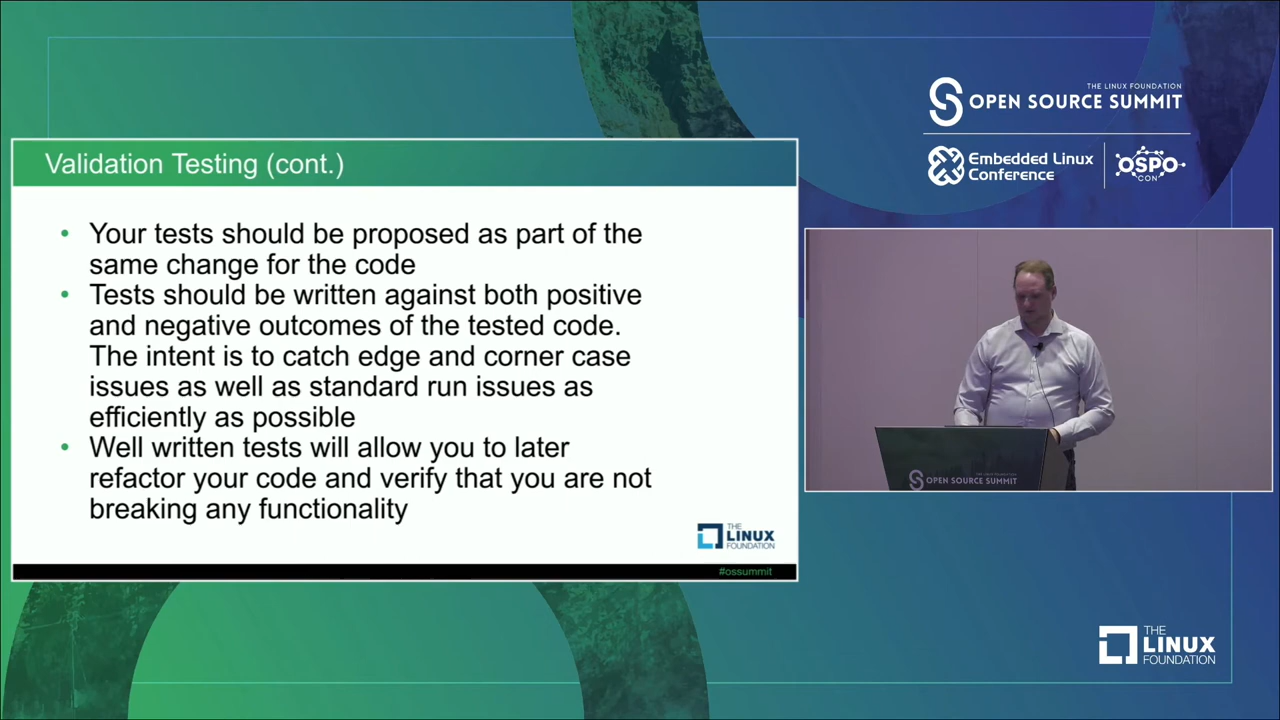 Validation Testing (cont.)
• Your tests should be proposed as part of the
same change for the code
• Tests should be written against both positive
and negative outcomes of the tested code.
The intent is to catch edge and corner case
issues as well as standard run issues as
efficiently as possible
• Well written tests will allow you to later
refactor your code and verify that you are not
breaking any functionality
THE
LINUX
FOUNDATION
#ossummit
THE LINUX FOUNDATION
OPEN SOURCE SUMMIT
Embedded Linux
Conference
OSPO
CON
THE LINUX FOUNDATION
OPEN SOURCE SUMMIT
THE
LINUX
FOUNDATION